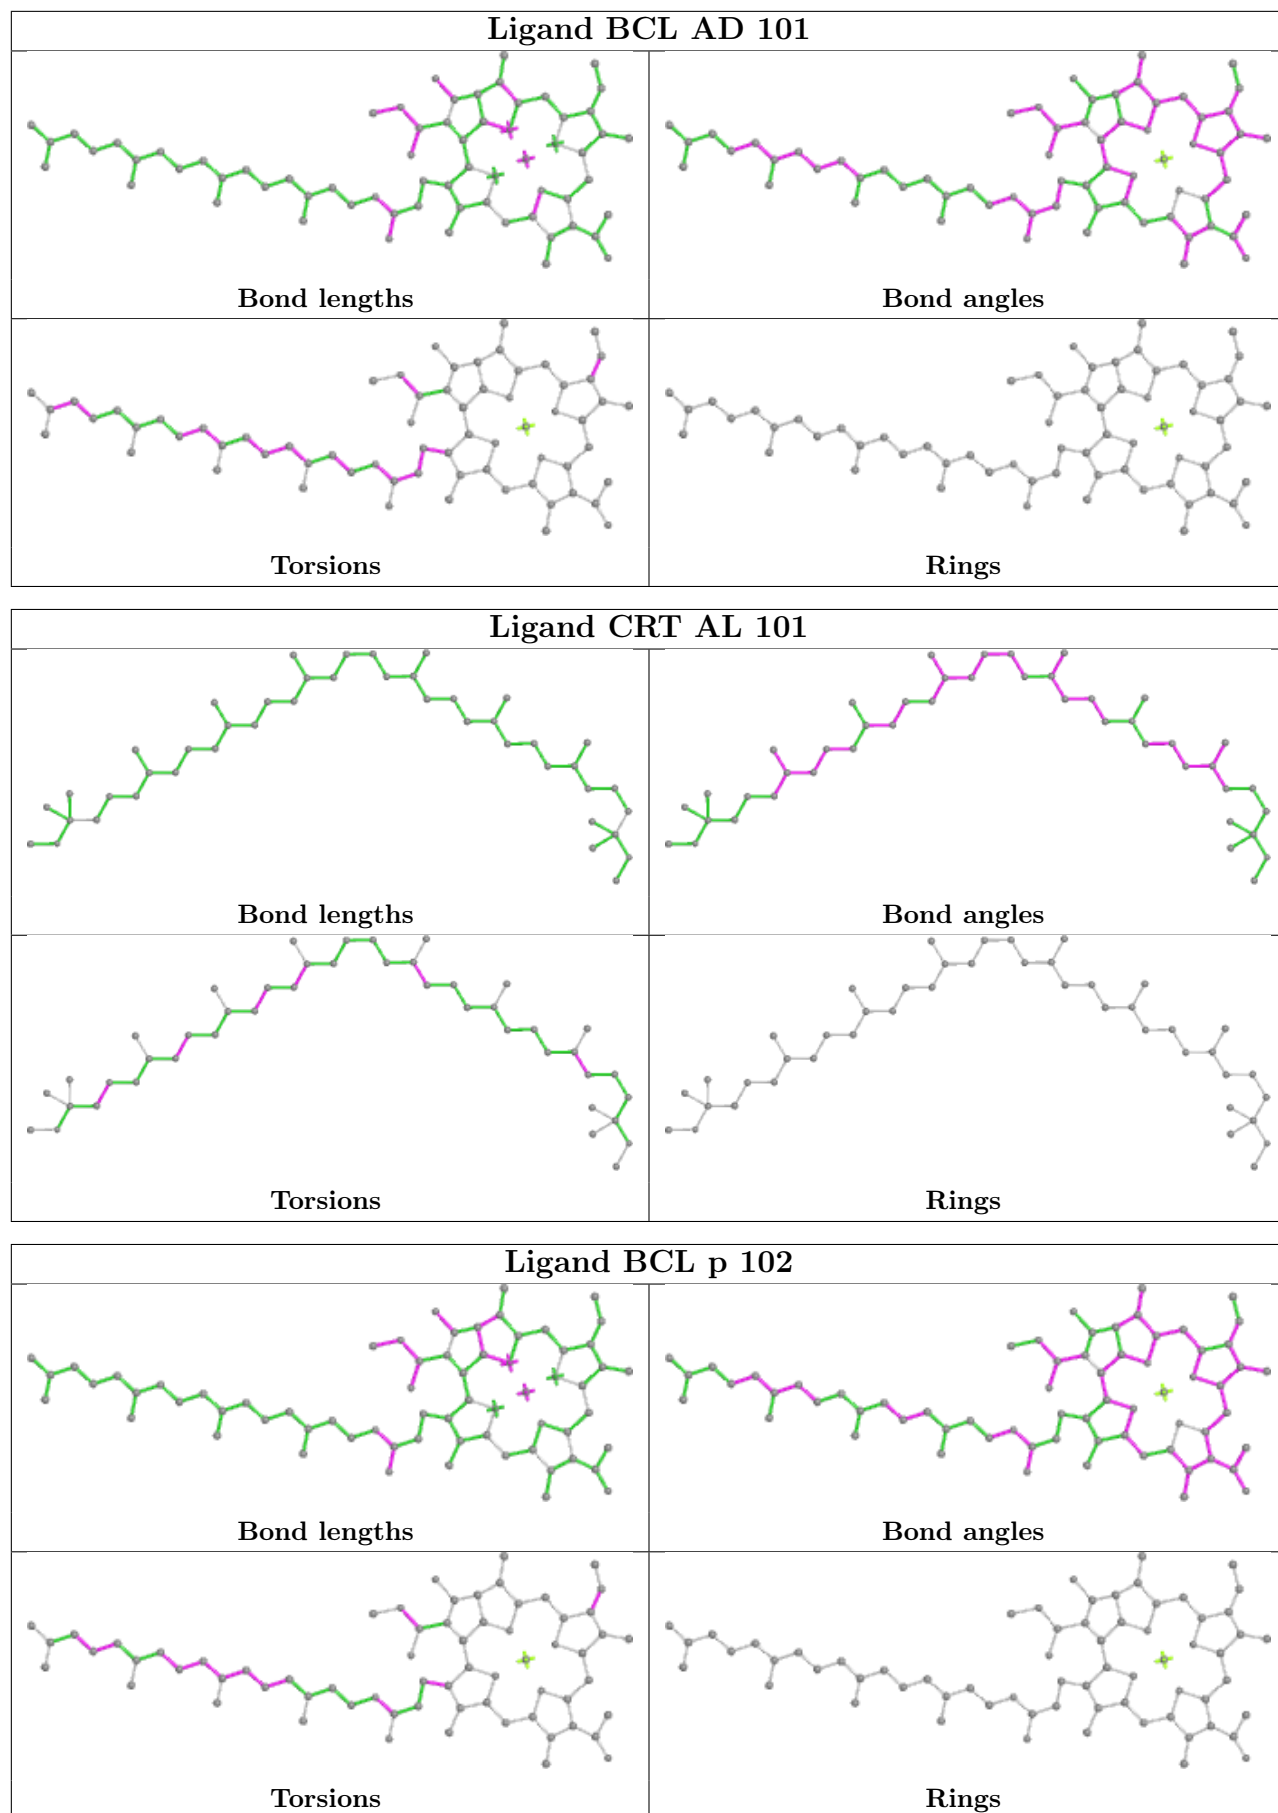 Ligand BCL AD 101
Bond lengths
Bond angles
Torsions
Rings
Ligand CRT AL 101
Bond lengths
Bond angles
Torsions
Rings
Ligand BCL p 102
Bond lengths
Bond angles
Torsions
Rings